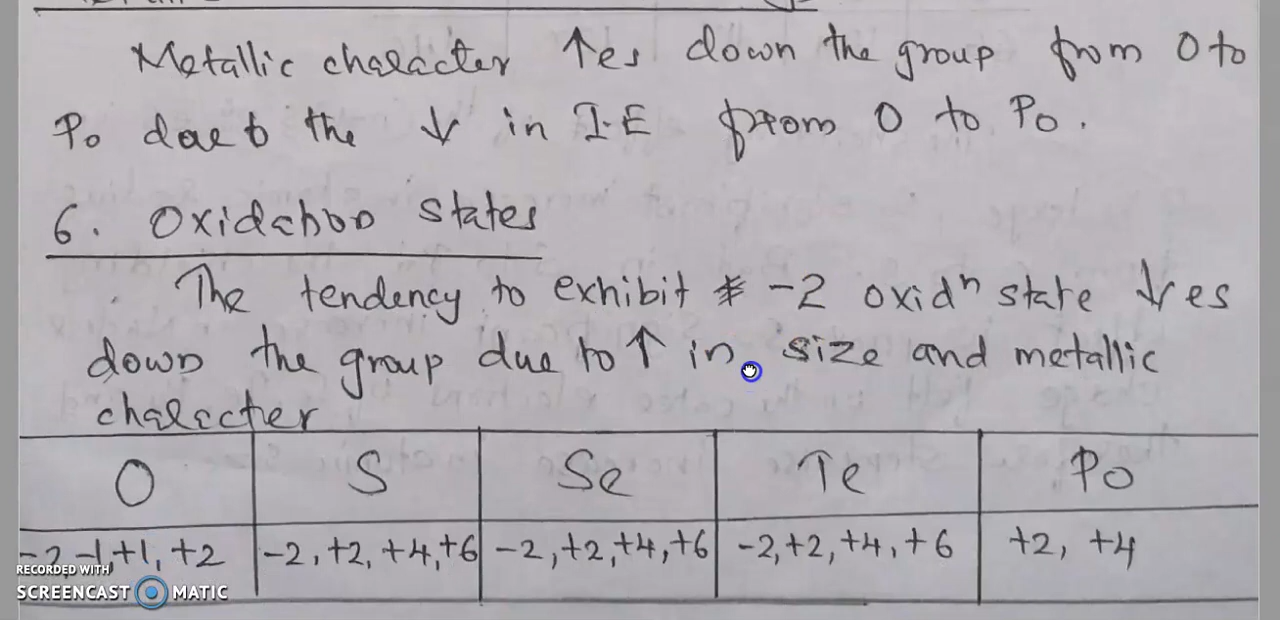 Metallic character ↑es down the group from O to
Po due to the ↓ in I.E from O to Po.
6. Oxidation states
The tendency to exhibit -2 oxidⁿ state ↓es
down the group due to ↑ in size and metallic
character
O S Se Te Po
-2, -1, +1, +2 -2, +2, +4, +6 -2, +2, +4, +6 -2, +2, +4, +6 +2, +4
RECORDED WITH
SCREENCAST MATIC